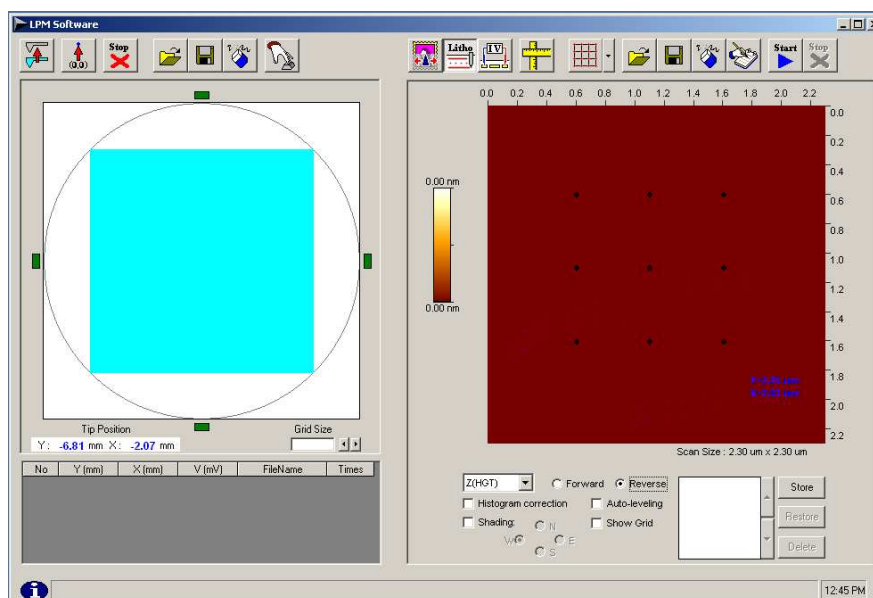 LPM Software
Stop
(0,0)
Litho
IV
Start
Stop
0.0 0.2 0.4 0.6 0.8 1.0 1.2 1.4 1.6 1.8 2.0 2.2
0.0
0.2
0.4
0.6
0.8
1.0
1.2
1.4
1.6
1.8
2.0
2.2
0.00 nm
0.00 nm
Scan Size : 2.30 um x 2.30 um
Tip Position
Grid Size
Y: -6.81 mm X: -2.07 mm
No Y (mm) X (mm) V (mV) FileName Times
Z(HGT) Forward Reverse
Histogram correction Auto-leveling
Shading: Show Grid
N
W E
S
Store
Restore
Delete
12:45 PM